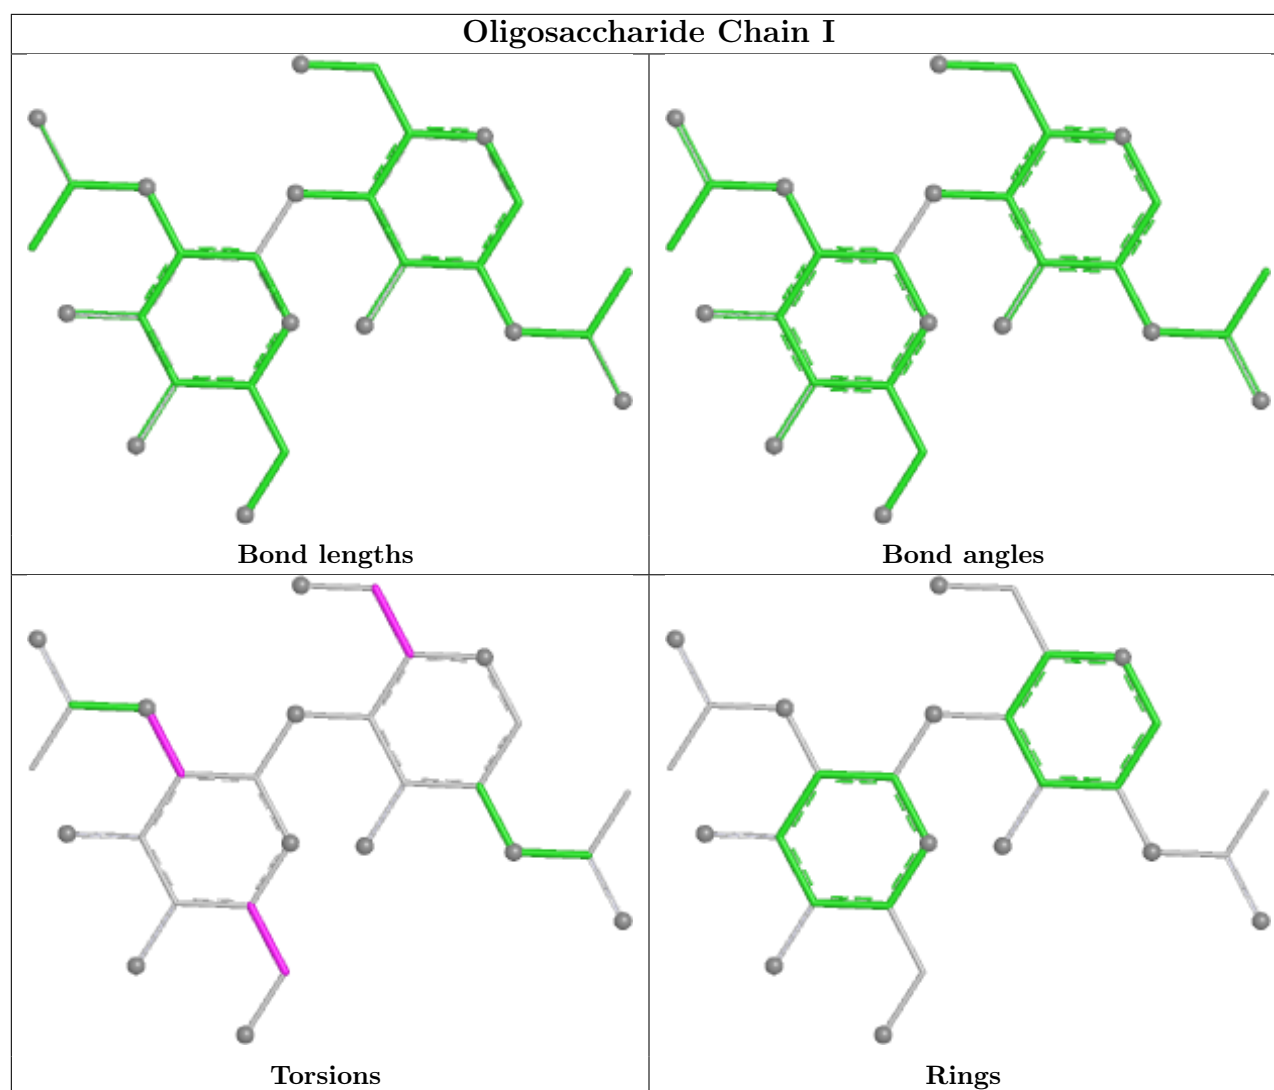 Oligosaccharide Chain I
Bond lengths
Bond angles
Torsions
Rings